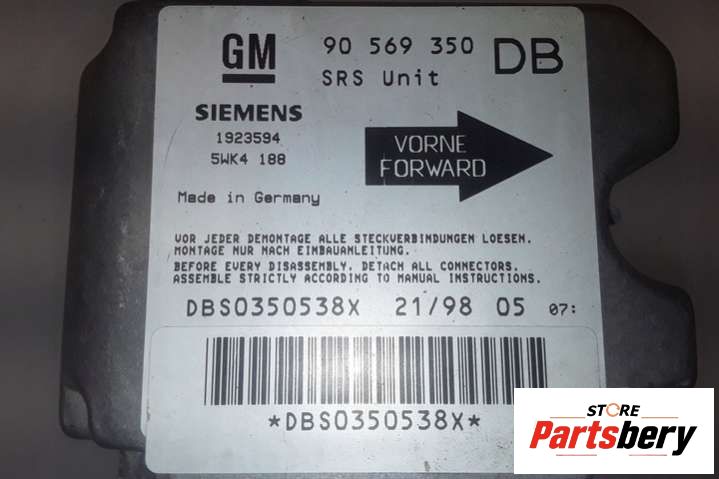 GM 90 569 350 DB
SRS Unit
SIEMENS
1923594
5WK4 188
VORNE
FORWARD
Made in Germany
VOR JEDER DEMONTAGE ALLE STECKVERBINDUNGEN LOESEN.
MONTAGE NUR NACH EINBAUANLEITUNG.
BEFORE EVERY DISASSEMBLY. DETACH ALL CONNECTORS.
ASSEMBLE STRICTLY ACCORDING TO MANUAL INSTRUCTIONS.
DBS0350538X 21/98 05 07:
*DBS0350538X*
STORE
Partsbery